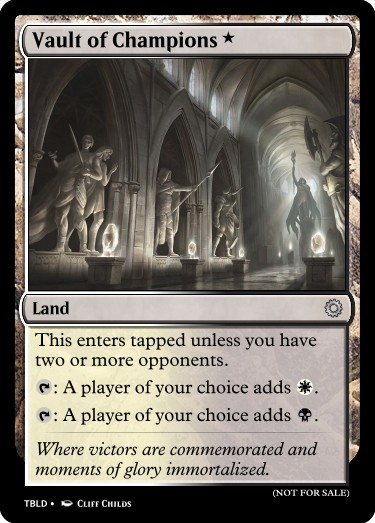 Vault of Champions ★
Land
This enters tapped unless you have
two or more opponents.
: A player of your choice adds .
: A player of your choice adds .
Where victors are commemorated and
moments of glory immortalized.
(NOT FOR SALE)
TBLD • Cliff Childs